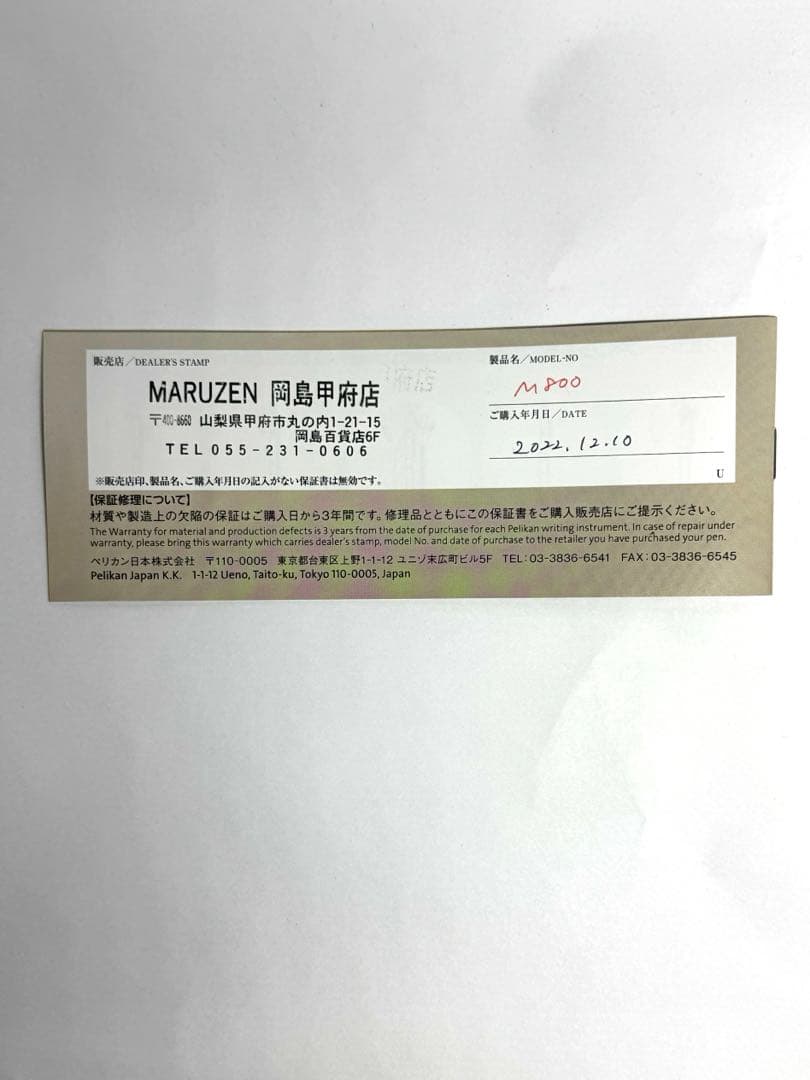 販売店/DEALER'S STAMP
MARUZEN 岡島甲府店
〒400-8660 山梨県甲府市丸の内1-21-15
岡島百貨店6F
TEL 055-231-0606
製品名/MODEL-NO
M800
ご購入年月日/DATE
2022.12.10
U
※販売店印、製品名、ご購入年月日の記入がない保証書は無効です。
【保証修理について】
材質や製造上の欠陥の保証はご購入日から3年間です。修理品とともにこの保証書をご購入販売店にご提示ください。
The Warranty for material and production defects is 3 years from the date of purchase for each Pelikan writing instrument. In case of repair under
warranty, please bring this warranty which carries dealer's stamp, model No. and date of purchase to the retailer you have purchased your pen.
ペリカン日本株式会社 〒110-0005 東京都台東区上野1-1-12 ユニゾ末広町ビル5F TEL:03-3836-6541 FAX:03-3836-6545
Pelikan Japan K.K. 1-1-12 Ueno, Taito-ku, Tokyo 110-0005, Japan